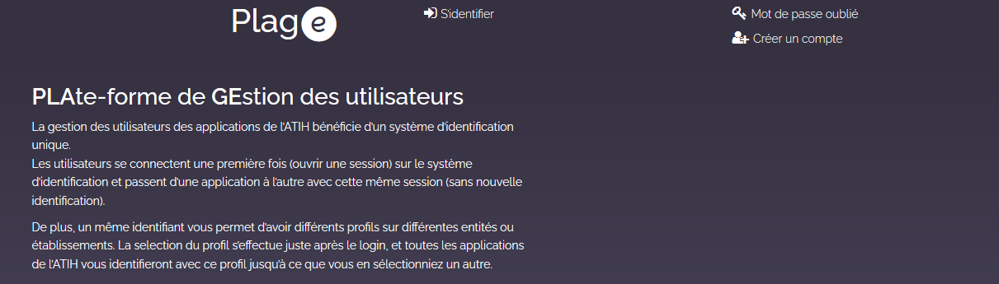 Plage
Sidentifier
Mot de passe oublié
Créer un compte
PLAte-forme de GEstion des utilisateurs
La gestion des utilisateurs des applications de l'ATIH bénéficie d'un système d'identification
unique.
Les utilisateurs se connectent une première fois (ouvrir une session) sur le système
d'identification et passent d'une application à l'autre avec cette même session (sans nouvelle
identification).
De plus, un même identifiant vous permet d'avoir différents profils sur différentes entités ou
établissements. La selection du profil s'effectue juste après le login, et toutes les applications
de l'ATIH vous identifieront avec ce profil jusqu'à ce que vous en sélectionniez un autre.